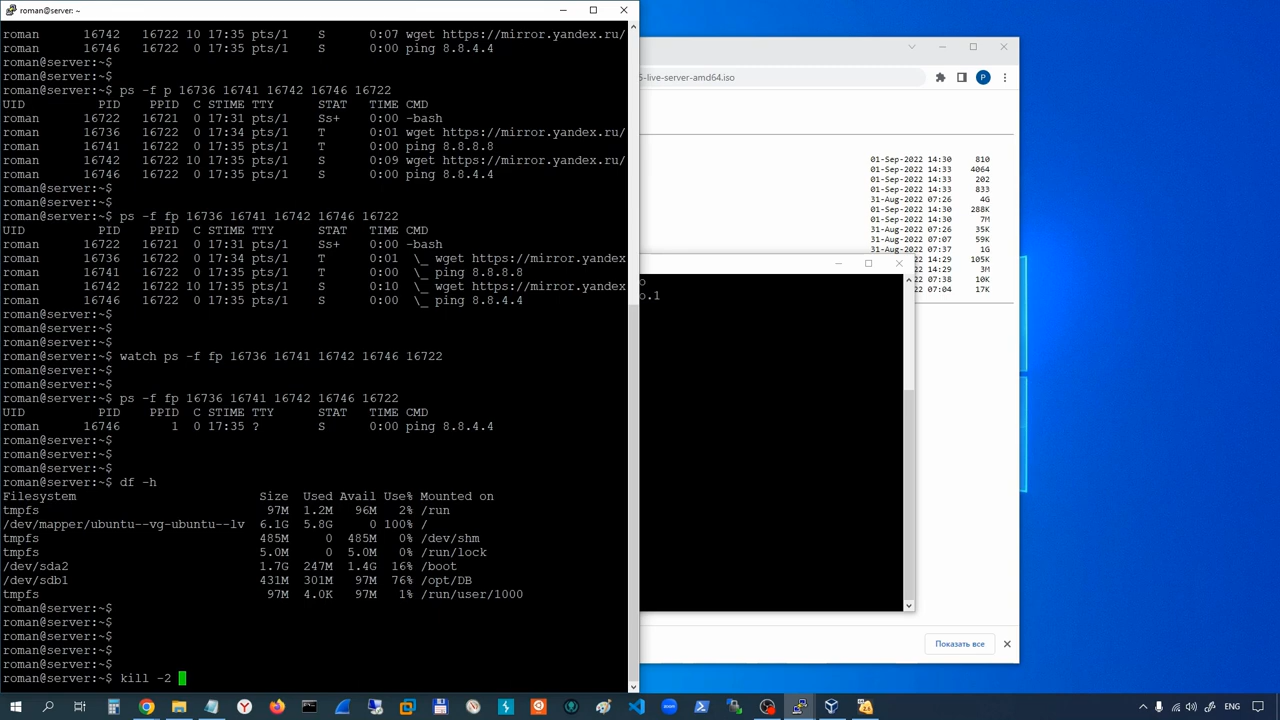 roman@server: ~
roman     16742   16722 10 17:35 pts/1    S      0:07 wget https://mirror.yandex.ru/
roman     16746   16722  0 17:35 pts/1    S      0:00 ping 8.8.4.4
roman@server:~$
roman@server:~$
roman@server:~$ ps -f p 16736 16741 16742 16746 16722
UID         PID    PPID  C STIME TTY      STAT   TIME CMD
roman     16722   16721  0 17:31 pts/1    Ss+    0:00 -bash
roman     16736   16722  0 17:34 pts/1    T      0:01 wget https://mirror.yandex.ru/
roman     16741   16722  0 17:35 pts/1    T      0:00 ping 8.8.8.8
roman     16742   16722 10 17:35 pts/1    S      0:09 wget https://mirror.yandex.ru/
roman     16746   16722  0 17:35 pts/1    S      0:00 ping 8.8.4.4
roman@server:~$
roman@server:~$
roman@server:~$ ps -f fp 16736 16741 16742 16746 16722
UID         PID    PPID  C STIME TTY      STAT   TIME CMD
roman     16722   16721  0 17:31 pts/1    Ss+    0:00 -bash
roman     16736   16722  0 17:34 pts/1    T      0:01  \_ wget https://mirror.yandex
roman     16741   16722  0 17:35 pts/1    T      0:00  \_ ping 8.8.8.8
roman     16742   16722  0 17:35 pts/1    S      0:10  \_ wget https://mirror.yandex
roman     16746   16722  0 17:35 pts/1    S      0:00  \_ ping 8.8.4.4
roman@server:~$
roman@server:~$
roman@server:~$
roman@server:~$ watch ps -f fp 16736 16741 16742 16746 16722
roman@server:~$
roman@server:~$
roman@server:~$ ps -f fp 16736 16741 16742 16746 16722
UID         PID    PPID  C STIME TTY      STAT   TIME CMD
roman     16746       1  0 17:35 ?        S      0:00 ping 8.8.4.4
roman@server:~$
roman@server:~$
roman@server:~$
roman@server:~$ df -h
Filesystem                         Size  Used Avail Use% Mounted on
tmpfs                               97M  1.2M   96M   2% /run
/dev/mapper/ubuntu--vg-ubuntu--lv  6.1G  5.8G     0 100% /
tmpfs                              485M     0  485M   0% /dev/shm
tmpfs                              5.0M     0  5.0M   0% /run/lock
/dev/sda2                          1.7G  247M  1.4G  16% /boot
/dev/sdb1                          431M  301M   97M  76% /opt/DB
tmpfs                               97M  4.0K   97M   1% /run/user/1000
roman@server:~$
roman@server:~$
roman@server:~$
roman@server:~$
roman@server:~$
roman@server:~$ kill -2
-live-server-amd64.iso
P
01-Sep-2022 14:30 810
01-Sep-2022 14:33 4064
01-Sep-2022 14:33 202
01-Sep-2022 14:33 833
31-Aug-2022 07:26 4G
01-Sep-2022 14:30 288K
01-Sep-2022 14:30 7M
31-Aug-2022 07:26 35K
31-Aug-2022 07:07 59K
31-Aug-2022 07:37 1G
01-Sep-2022 14:29 105K
01-Sep-2022 14:29 3M
-2022 07:38 10K
-2022 07:04 17K
.1
Показать все
ENG